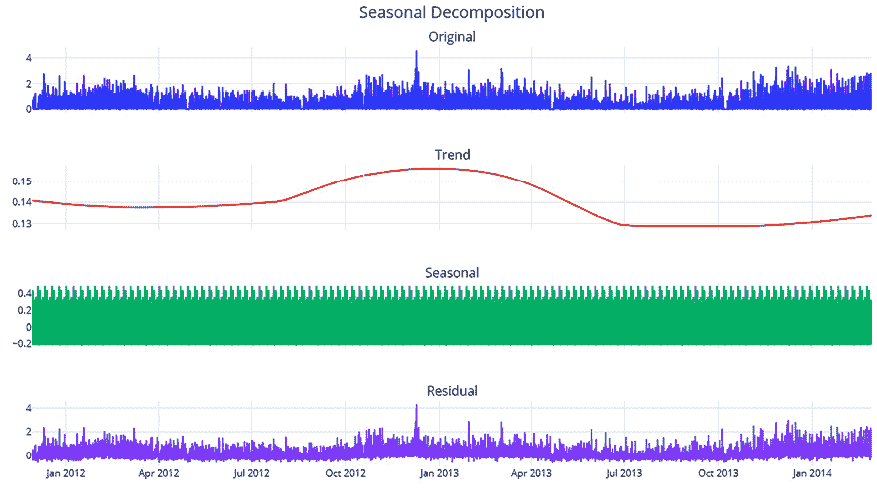 Seasonal Decomposition
Original
4
2
0
Trend
0.15
0.14
0.13
Seasonal
0.4
0.2
0
−0.2
Residual
4
2
0
Jan 2012 Apr 2012 Jul 2012 Oct 2012 Jan 2013 Apr 2013 Jul 2013 Oct 2013 Jan 2014